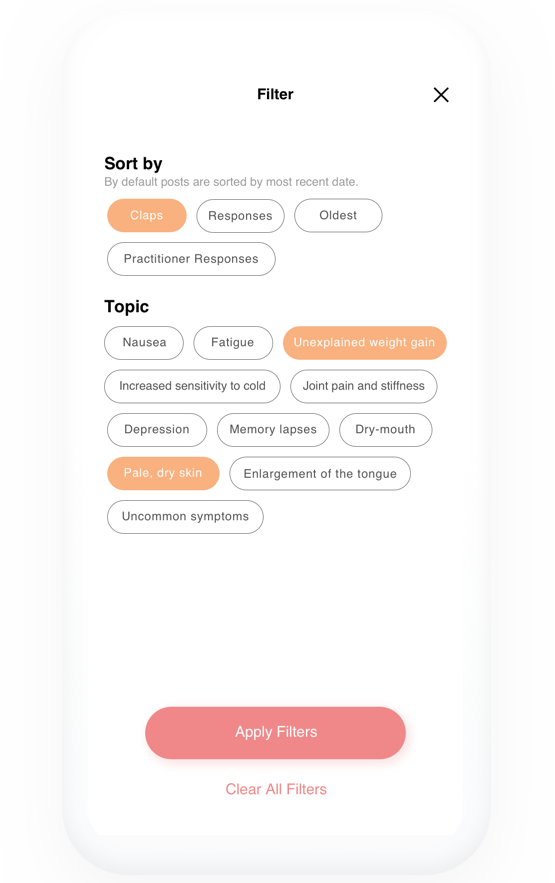 Filter
Sort by
By default posts are sorted by most recent date.
Claps Responses Oldest
Practitioner Responses
Topic
Nausea Fatigue Unexplained weight gain
Increased sensitivity to cold Joint pain and stiffness
Depression Memory lapses Dry-mouth
Pale, dry skin Enlargement of the tongue
Uncommon symptoms
Apply Filters
Clear All Filters